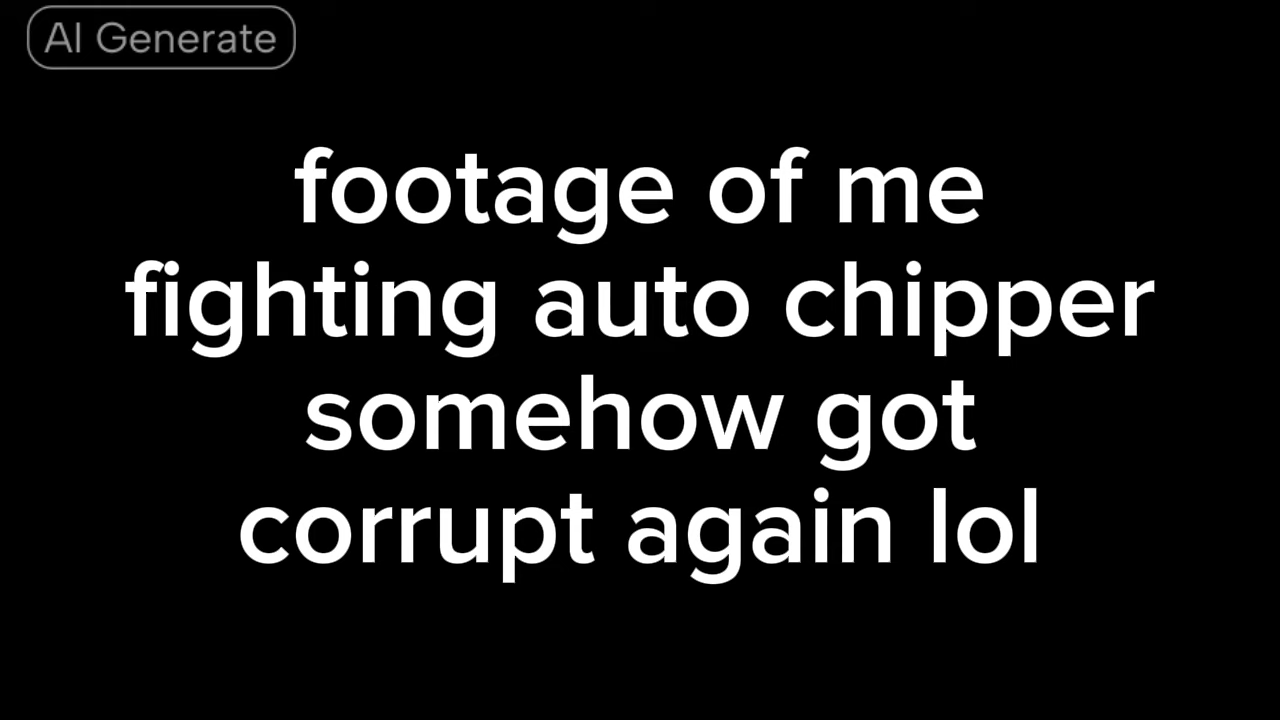 AI Generate
footage of me
fighting auto chipper
somehow got
corrupt again lol